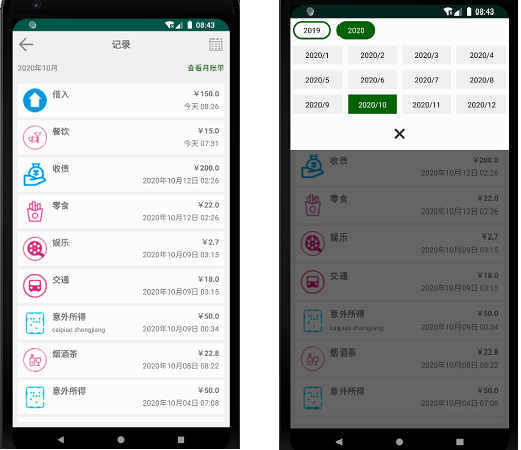 08:43
记录
2020年10月
查看月账单
借入
￥150.0
今天 08:26
餐饮
￥15.0
今天 07:31
收债
￥200.0
2020年10月12日 02:26
零食
￥22.0
2020年10月12日 02:26
娱乐
￥2.7
2020年10月09日 03:15
交通
￥18.0
2020年10月09日 03:15
意外所得
￥50.0
caipiao zhongjiang
2020年10月09日 00:34
烟酒茶
￥22.8
2020年10月08日 08:22
意外所得
￥50.0
2020年10月04日 07:08
08:43
2019
2020
2020/1
2020/2
2020/3
2020/4
2020/5
2020/6
2020/7
2020/8
2020/9
2020/10
2020/11
2020/12
收债
￥200.0
2020年10月12日 02:26
零食
￥22.0
2020年10月12日 02:26
娱乐
￥2.7
2020年10月09日 03:15
交通
￥18.0
2020年10月09日 03:15
意外所得
￥50.0
caipiao zhongjiang
2020年10月09日 00:34
烟酒茶
￥22.8
2020年10月08日 08:22
意外所得
￥50.0
2020年10月04日 07:08